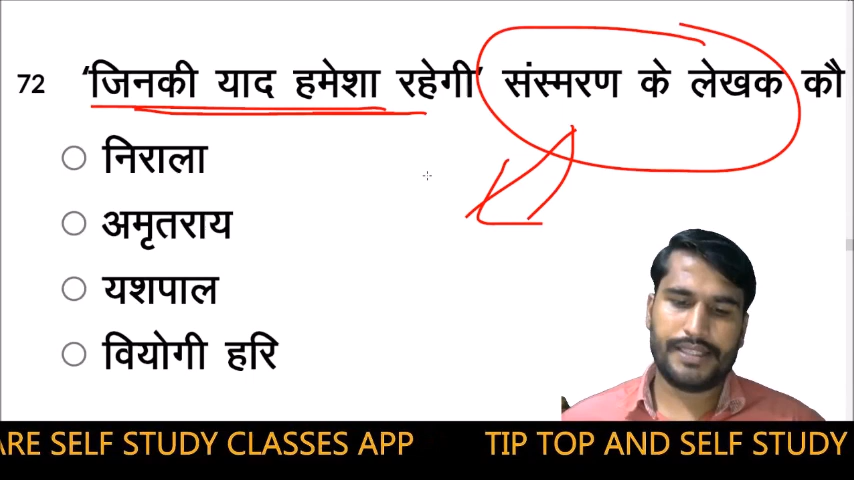 72 'जिनकी याद हमेशा रहेगी' संस्मरण के लेखक कौ
निराला
अमृतराय
यशपाल
वियोगी हरि
ARE SELF STUDY CLASSES APP TIP TOP AND SELF STUDY